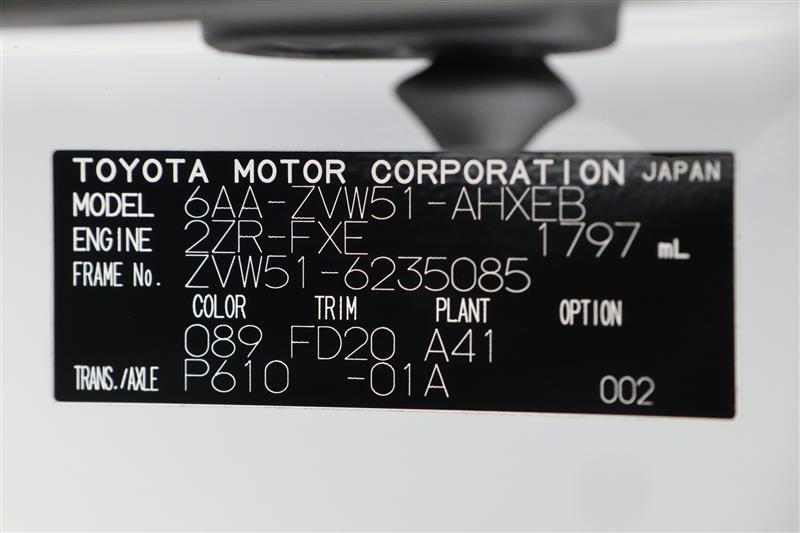 TOYOTA MOTOR CORPORATION JAPAN
MODEL 6AA-ZVW51-AHXEB
ENGINE 2ZR-FXE 1797 mL
FRAME No. ZVW51-6235085
COLOR TRIM PLANT OPTION
089 FD20 A41
TRANS./AXLE P610 -01A 002